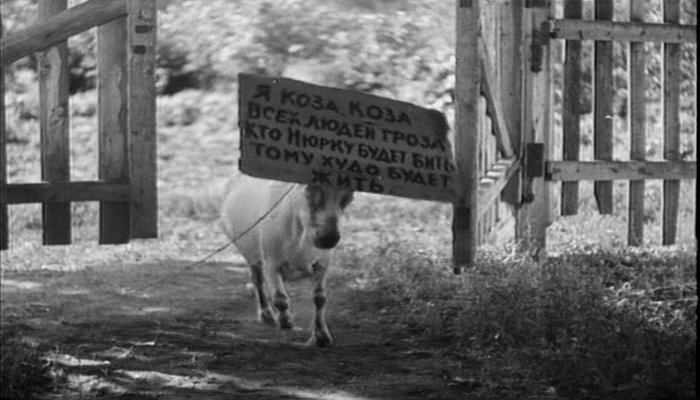 Я КОЗА, КОЗА
ВСЕХ ЛЮДЕЙ ГРОЗА
КТО НЮРКУ БУДЕТ БИТЬ
ТОМУ ХУДО БУДЕТ
ЖИТЬ.